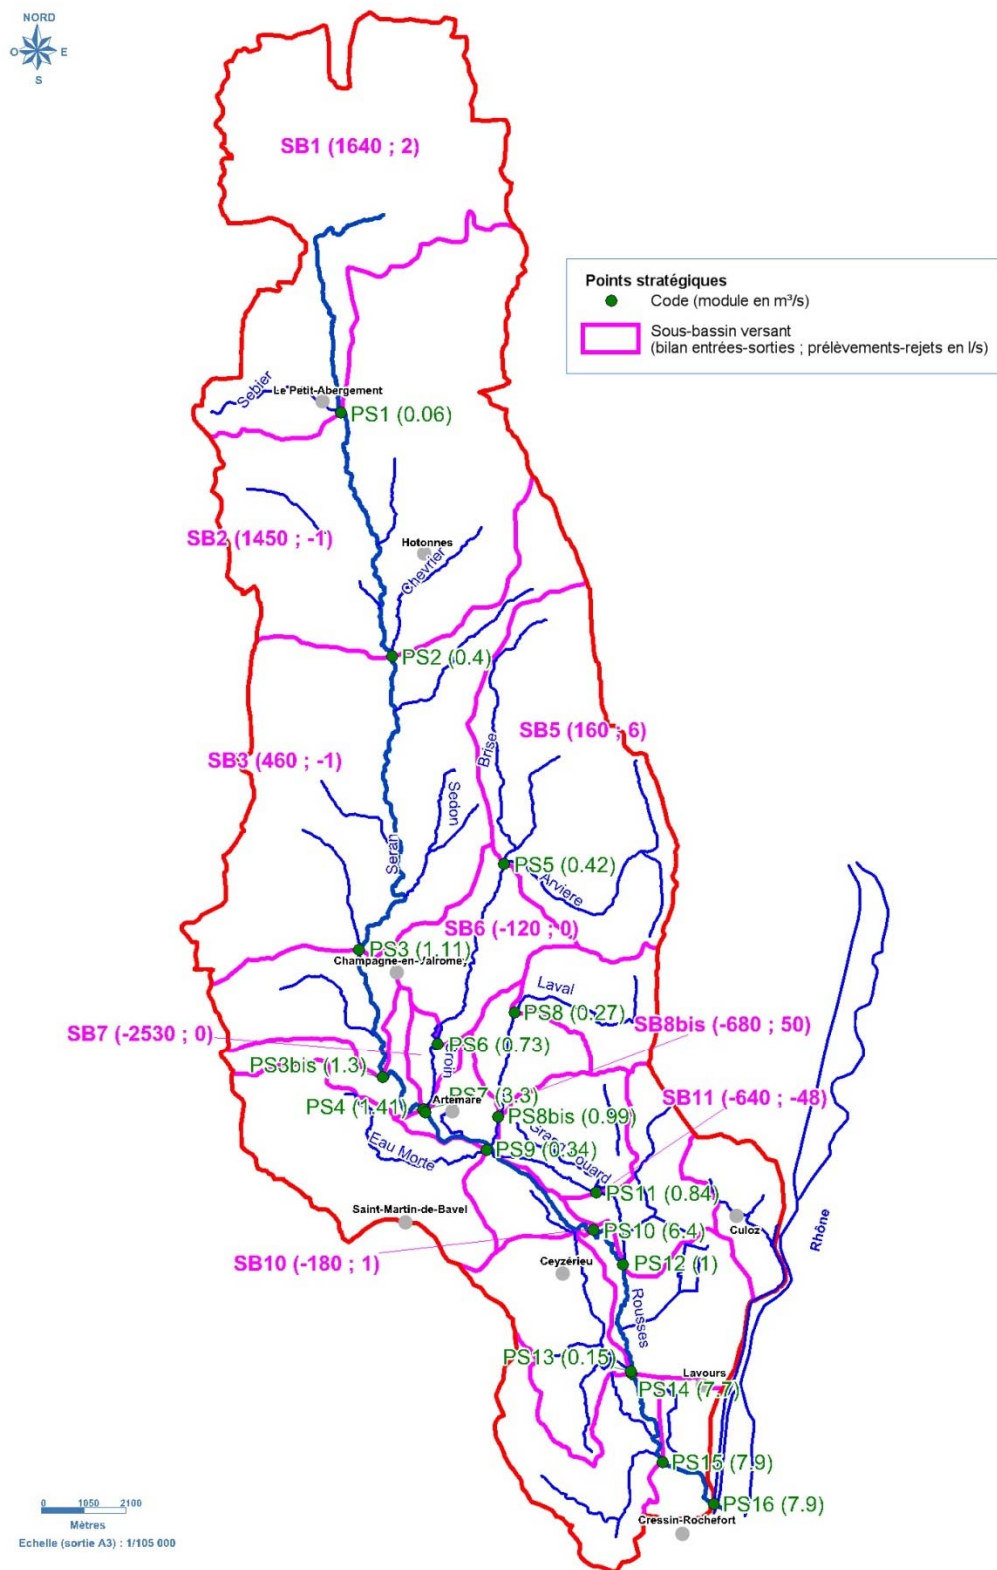 NORD
O
E
S
SB1 (1640 ; 2)
Points stratégiques
Code (module en m³/s)
Sous-bassin versant
(bilan entrées-sorties ; prélèvements-rejets en l/s)
Sebier
Le Petit-Abergement
PS1 (0.06)
SB2 (1450 ; -1)
Hotonnes
Chevrier
PS2 (0.4)
SB3 (460 ; -1)
SB5 (160 ; 6)
Brise
Sedon
Seran
PS5 (0.42)
Arviere
SB6 (-120 ; 0)
PS3 (1.11)
Champagne-en-Valromey
Laval
PS8 (0.27)
SB8bis (-680 ; 50)
SB7 (-2530 ; 0)
PS6 (0.73)
PS3bis (1.3)
PS7 (3.3)
SB11 (-640 ; -48)
PS4 (1.41)
Artemare
PS8bis (0.99)
Eau Morte
PS9 (0.34)
PS11 (0.84)
Saint-Martin-de-Bavel
Culoz
Rhône
PS10 (6.4)
SB10 (-180 ; 1)
Ceyzérieu
PS12 (1)
Rousses
PS13 (0.15)
Lavours
PS14 (7.7)
PS15 (7.9)
PS16 (7.9)
Cressin-Rochefort
0 1050 2100
Mètres
Echelle (sortie A3) : 1/105 000